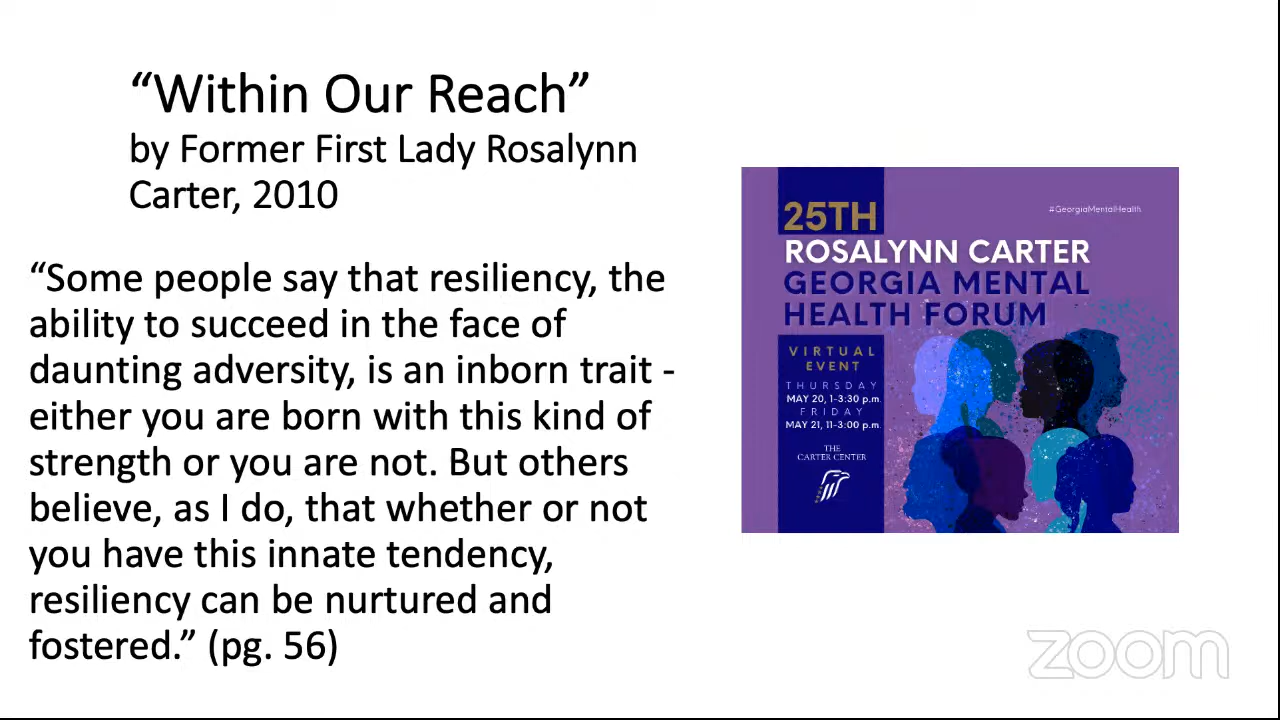 “Within Our Reach”
by Former First Lady Rosalynn
Carter, 2010
“Some people say that resiliency, the
ability to succeed in the face of
daunting adversity, is an inborn trait -
either you are born with this kind of
strength or you are not. But others
believe, as I do, that whether or not
you have this innate tendency,
resiliency can be nurtured and
fostered.” (pg. 56)
25TH
#GeorgiaMentalHealth
ROSALYNN CARTER
GEORGIA MENTAL
HEALTH FORUM
VIRTUAL
EVENT
THURSDAY
MAY 20, 1-3:30 p.m.
FRIDAY
MAY 21, 11-3:00 p.m.
THE
CARTER CENTER
zoom